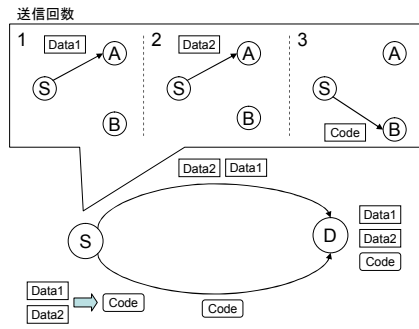 送信回数
1 Data1 A 2 Data2 A 3 A
S S S
B B Code B
Data2 Data1
S D Data1
Data2
Code
Data1
Data2 Code Code